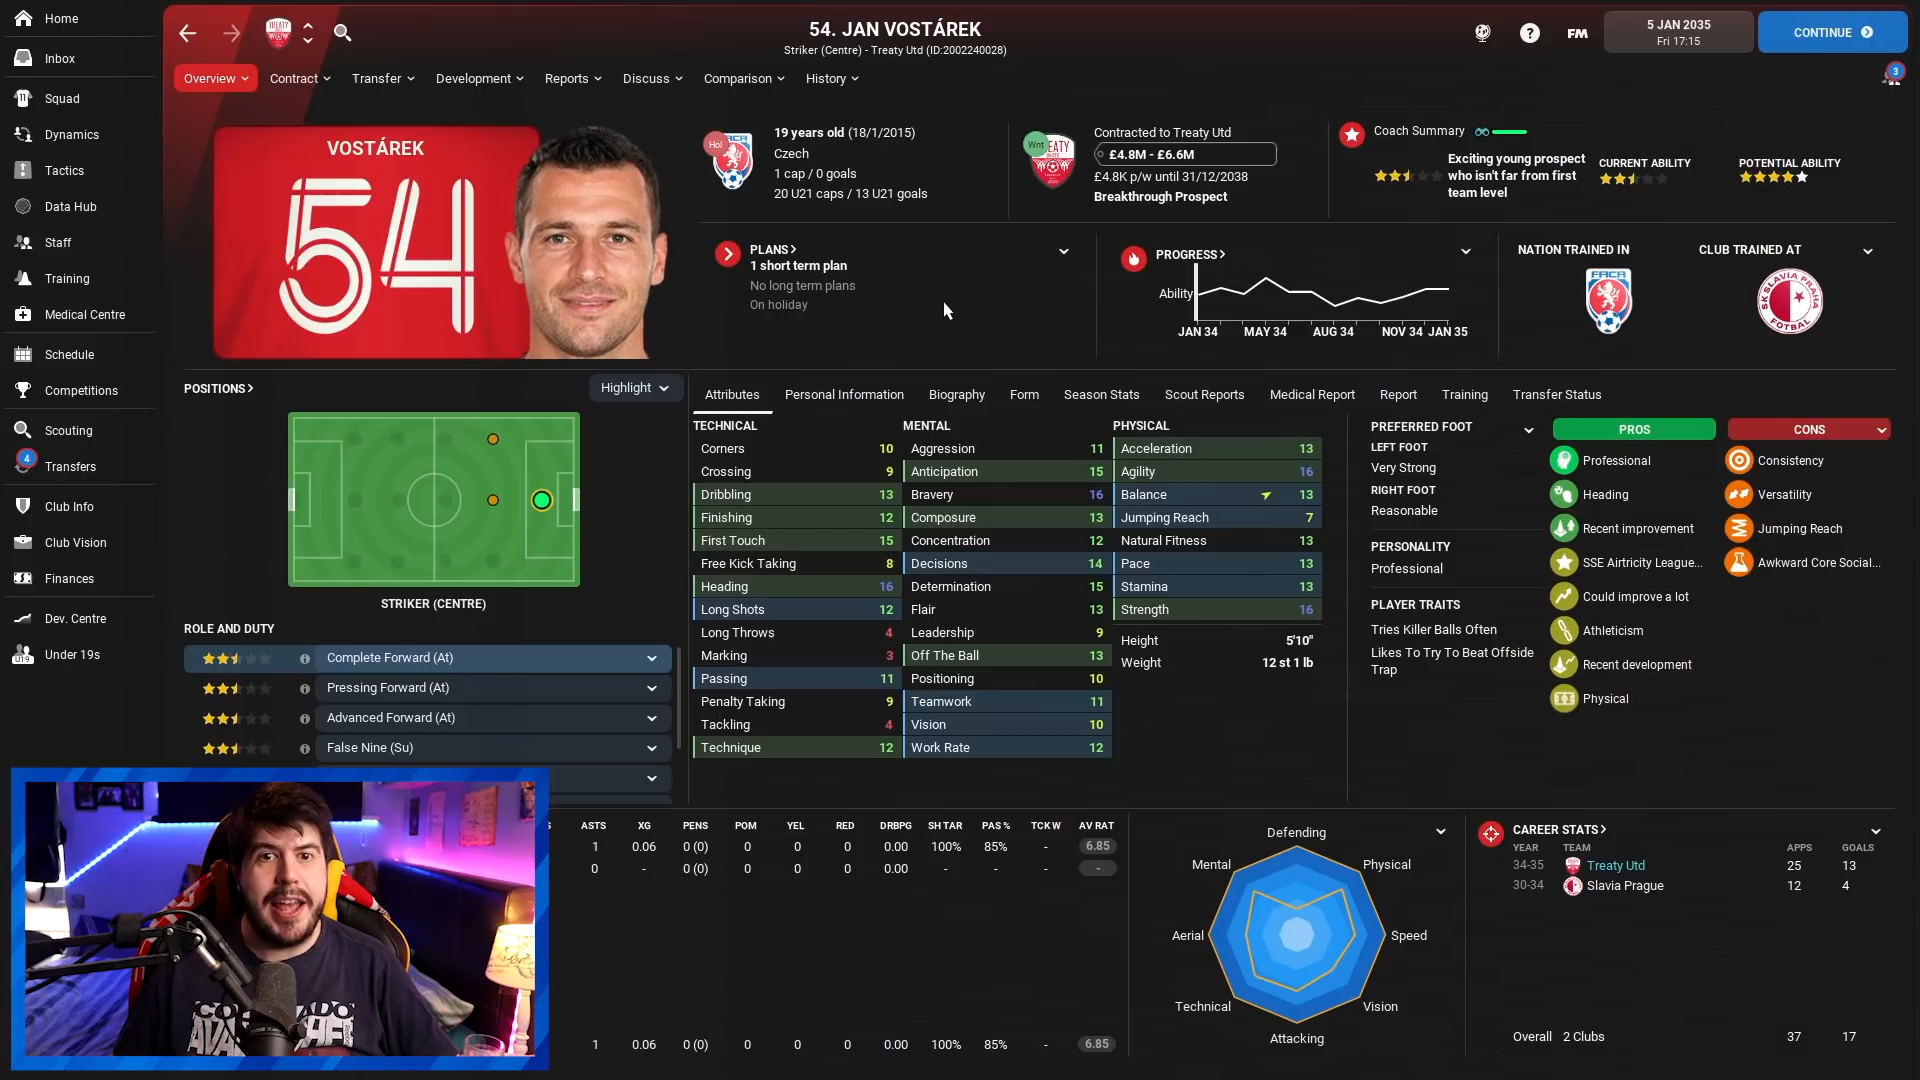 Home
Inbox
Squad
Dynamics
Tactics
Data Hub
Staff
Training
Medical Centre
Schedule
Competitions
Scouting
4
Transfers
Club Info
Club Vision
Finances
Dev. Centre
Under 19s
54. JAN VOSTÁREK
Striker (Centre) - Treaty Utd (ID:2002240028)
FM
5 JAN 2035
Fri 17:15
CONTINUE
Overview
Contract
Transfer
Development
Reports
Discuss
Comparison
History
3
VOSTÁREK
54
Hol
19 years old (18/1/2015)
Czech
1 cap / 0 goals
20 U21 caps / 13 U21 goals
Wnt
Contracted to Treaty Utd
£4.8M - £6.6M
£4.8K p/w until 31/12/2038
Breakthrough Prospect
Coach Summary
Exciting young prospect
who isn't far from first
team level
CURRENT ABILITY
POTENTIAL ABILITY
PLANS
1 short term plan
No long term plans
On holiday
PROGRESS
Ability
JAN 34 MAY 34 AUG 34 NOV 34 JAN 35
NATION TRAINED IN
FACR
CLUB TRAINED AT
SK SLAVIA PRAHA
FOTBAL
POSITIONS
Highlight
STRIKER (CENTRE)
ROLE AND DUTY
Complete Forward (At)
Pressing Forward (At)
Advanced Forward (At)
False Nine (Su)
Attributes Personal Information Biography Form Season Stats Scout Reports Medical Report Report Training Transfer Status
TECHNICAL
Corners 10
Crossing 9
Dribbling 13
Finishing 12
First Touch 15
Free Kick Taking 8
Heading 16
Long Shots 12
Long Throws 4
Marking 3
Passing 11
Penalty Taking 9
Tackling 4
Technique 12
MENTAL
Aggression 11
Anticipation 15
Bravery 16
Composure 13
Concentration 12
Decisions 14
Determination 15
Flair 13
Leadership 9
Off The Ball 13
Positioning 10
Teamwork 11
Vision 10
Work Rate 12
PHYSICAL
Acceleration 13
Agility 16
Balance 13
Jumping Reach 7
Natural Fitness 13
Pace 13
Stamina 13
Strength 16
Height 5'10"
Weight 12 st 1 lb
PREFERRED FOOT
LEFT FOOT
Very Strong
RIGHT FOOT
Reasonable
PERSONALITY
Professional
PLAYER TRAITS
Tries Killer Balls Often
Likes To Try To Beat Offside
Trap
PROS
Professional
Heading
Recent improvement
SSE Airtricity League...
Could improve a lot
Athleticism
Recent development
Physical
CONS
Consistency
Versatility
Jumping Reach
Awkward Core Social...
S ASTS XG PENS POM YEL RED DRBPG SH TAR PAS % TCK W AV RAT
1 0.06 0 (0) 0 0 0 0.00 100% 85% - 6.85
0 - 0 (0) 0 0 0 0.00 - - - -
1 0.06 0 (0) 0 0 0 0.00 100% 85% - 6.85
Defending
Physical
Speed
Vision
Attacking
Technical
Aerial
Mental
CAREER STATS
YEAR TEAM APPS GOALS
34-35 Treaty Utd 25 13
30-34 Slavia Prague 12 4
Overall 2 Clubs 37 17